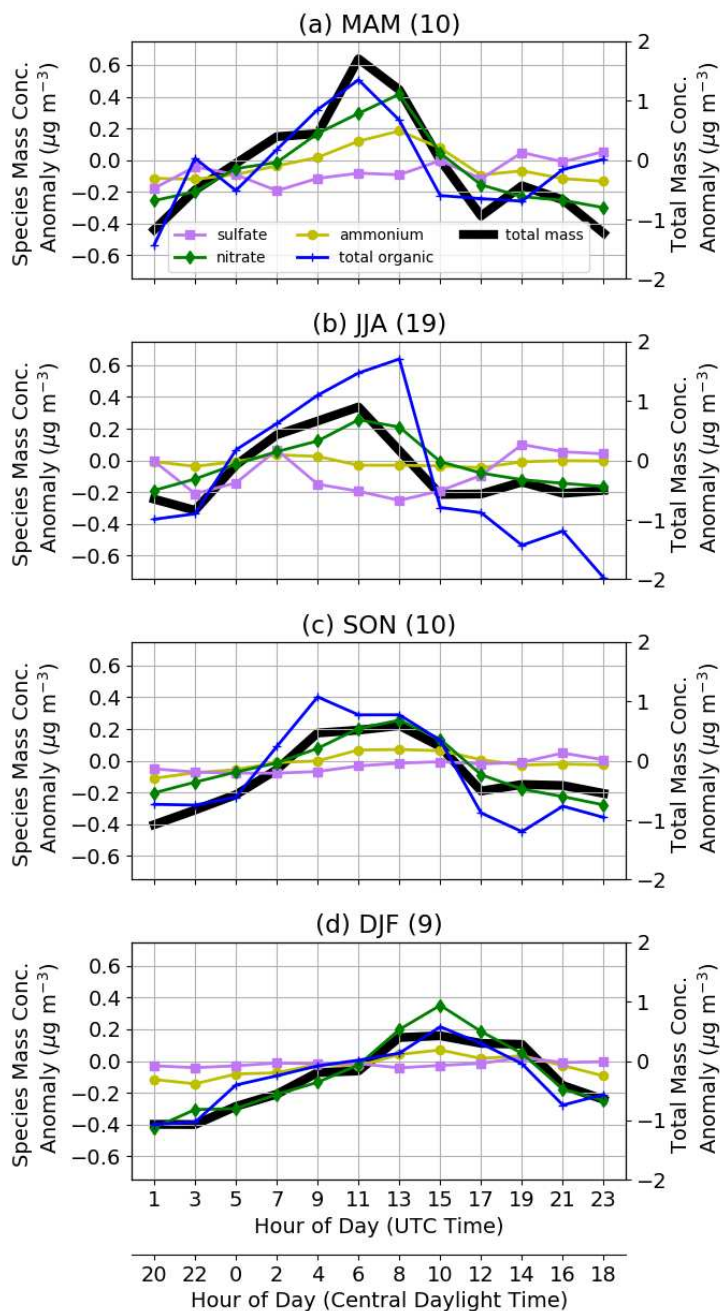 (a) MAM (10)
Species Mass Conc.
Anomaly (μg m⁻³)
0.6
0.4
0.2
0.0
−0.2
−0.4
−0.6
sulfate
nitrate
ammonium
total organic
total mass
2
1
0
−1
−2
Total Mass Conc.
Anomaly (μg m⁻³)
(b) JJA (19)
Species Mass Conc.
Anomaly (μg m⁻³)
0.6
0.4
0.2
0.0
−0.2
−0.4
−0.6
2
1
0
−1
−2
Total Mass Conc.
Anomaly (μg m⁻³)
(c) SON (10)
Species Mass Conc.
Anomaly (μg m⁻³)
0.6
0.4
0.2
0.0
−0.2
−0.4
−0.6
2
1
0
−1
−2
Total Mass Conc.
Anomaly (μg m⁻³)
(d) DJF (9)
Species Mass Conc.
Anomaly (μg m⁻³)
0.6
0.4
0.2
0.0
−0.2
−0.4
−0.6
2
1
0
−1
−2
Total Mass Conc.
Anomaly (μg m⁻³)
1 3 5 7 9 11 13 15 17 19 21 23
Hour of Day (UTC Time)
20 22 0 2 4 6 8 10 12 14 16 18
Hour of Day (Central Daylight Time)